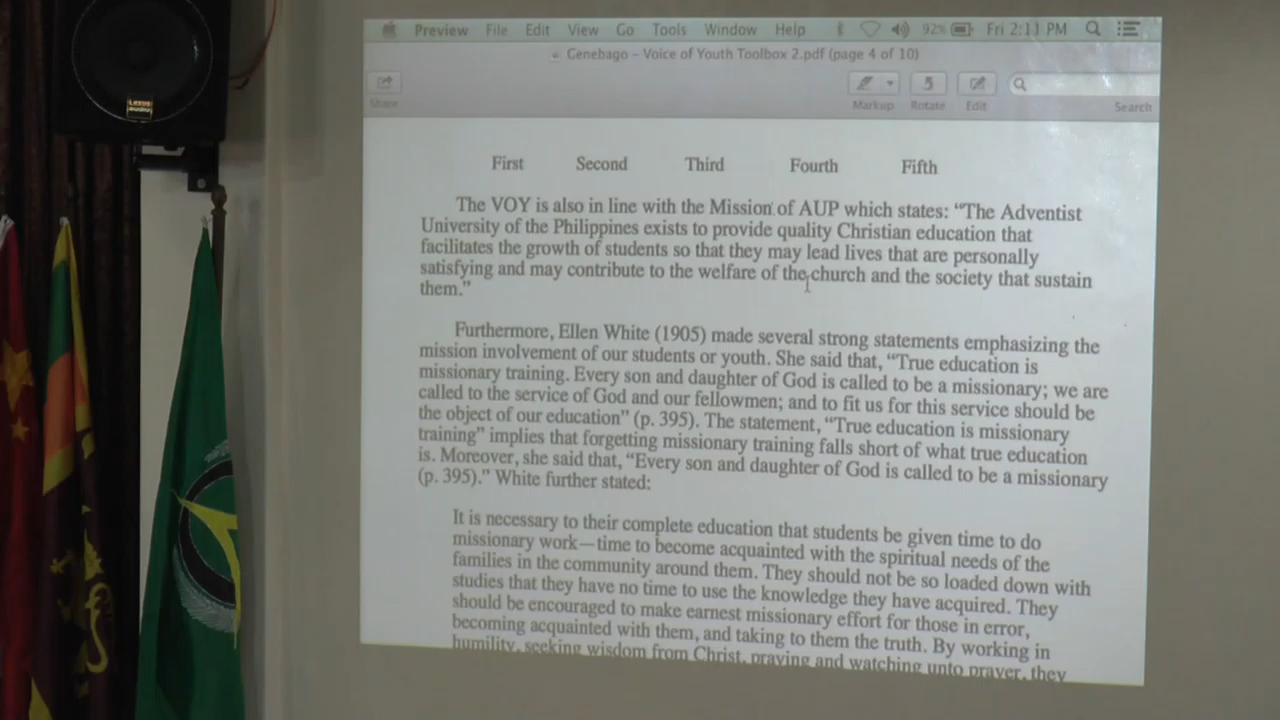 Preview File Edit View Go Tools Window Help 92% Fri 2:11 PM
Genebago – Voice of Youth Toolbox 2.pdf (page 4 of 10)
Share Markup Rotate Edit Search
First Second Third Fourth Fifth
The VOY is also in line with the Mission of AUP which states: “The Adventist
University of the Philippines exists to provide quality Christian education that
facilitates the growth of students so that they may lead lives that are personally
satisfying and may contribute to the welfare of the church and the society that sustain
them.”
Furthermore, Ellen White (1905) made several strong statements emphasizing the
mission involvement of our students or youth. She said that, “True education is
missionary training. Every son and daughter of God is called to be a missionary; we are
called to the service of God and our fellowmen; and to fit us for this service should be
the object of our education” (p. 395). The statement, “True education is missionary
training” implies that forgetting missionary training falls short of what true education
is. Moreover, she said that, “Every son and daughter of God is called to be a missionary
(p. 395).” White further stated:
It is necessary to their complete education that students be given time to do
missionary work—time to become acquainted with the spiritual needs of the
families in the community around them. They should not be so loaded down with
studies that they have no time to use the knowledge they have acquired. They
should be encouraged to make earnest missionary effort for those in error,
becoming acquainted with them, and taking to them the truth. By working in
humility, seeking wisdom from Christ, praying and watching unto prayer, they
Lexus
audio